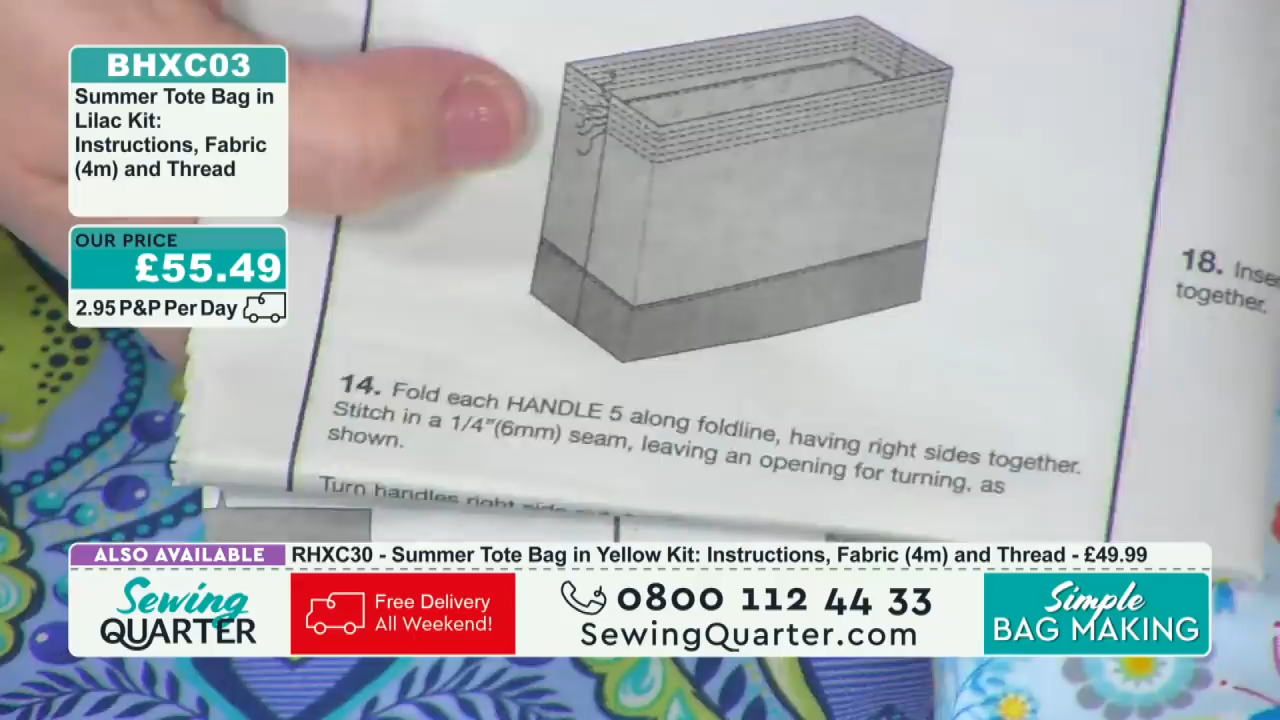 BHXC03
Summer Tote Bag in
Lilac Kit:
Instructions, Fabric
(4m) and Thread
OUR PRICE
£55.49
2.95 P&P Per Day
14. Fold each HANDLE 5 along foldline, having right sides together.
Stitch in a 1/4"(6mm) seam, leaving an opening for turning, as
shown.
Turn handles right
18. Inse
together.
ALSO AVAILABLE RHXC30 - Summer Tote Bag in Yellow Kit: Instructions, Fabric (4m) and Thread - £49.99
Sewing
QUARTER
Free Delivery
All Weekend!
0800 112 44 33
SewingQuarter.com
Simple
BAG MAKING